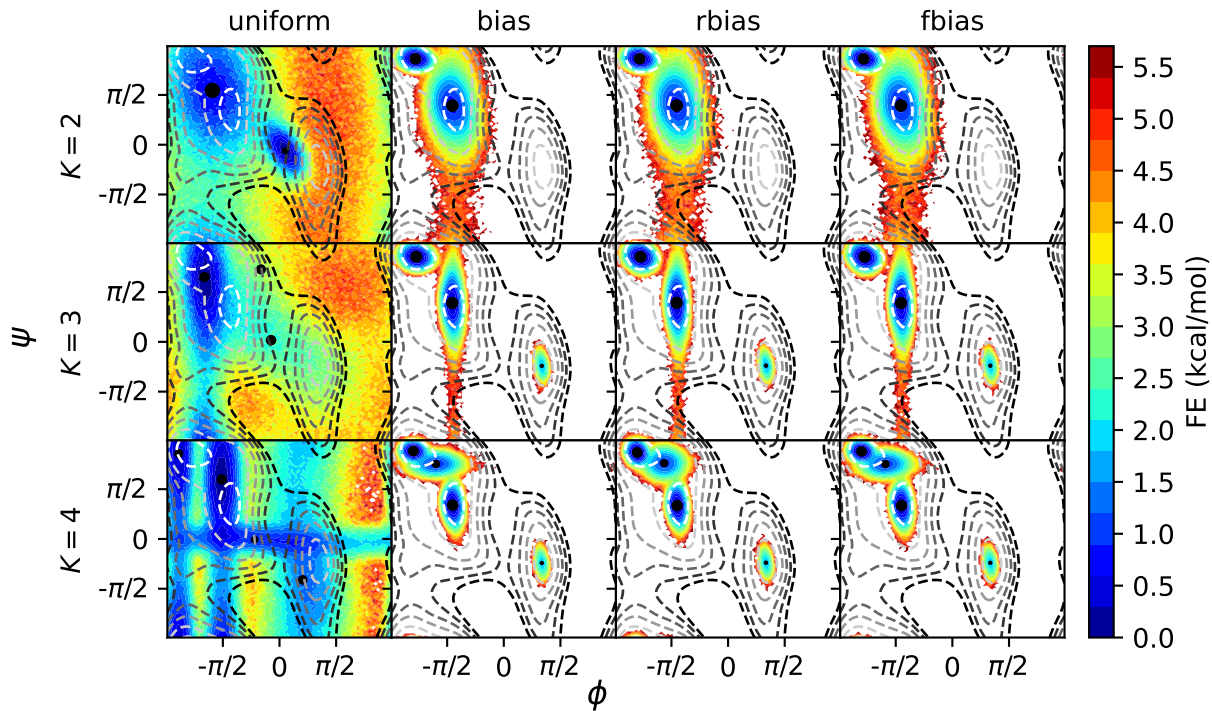 uniform bias rbias fbias
K = 2
π/2
0
-π/2
K = 3
π/2
0
-π/2
K = 4
π/2
0
-π/2
ψ
-π/2 0 π/2 -π/2 0 π/2 -π/2 0 π/2 -π/2 0 π/2
ϕ
5.5
5.0
4.5
4.0
3.5
3.0
2.5
2.0
1.5
1.0
0.5
0.0
FE (kcal/mol)